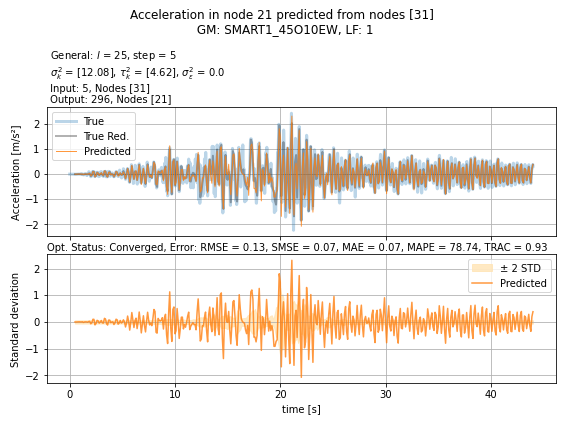 Acceleration in node 21 predicted from nodes [31]
GM: SMART1_45O10EW, LF: 1
General: l = 25, step = 5
σ²ₖ = [12.08], τ²ₖ = [4.62], σ²ε = 0.0
Input: 5, Nodes [31]
Output: 296, Nodes [21]
True
True Red.
Predicted
Acceleration [m/s²]
2
1
0
−1
−2
Opt. Status: Converged, Error: RMSE = 0.13, SMSE = 0.07, MAE = 0.07, MAPE = 78.74, TRAC = 0.93
± 2 STD
Predicted
Standard deviation
2
1
0
−1
−2
0 10 20 30 40
time [s]